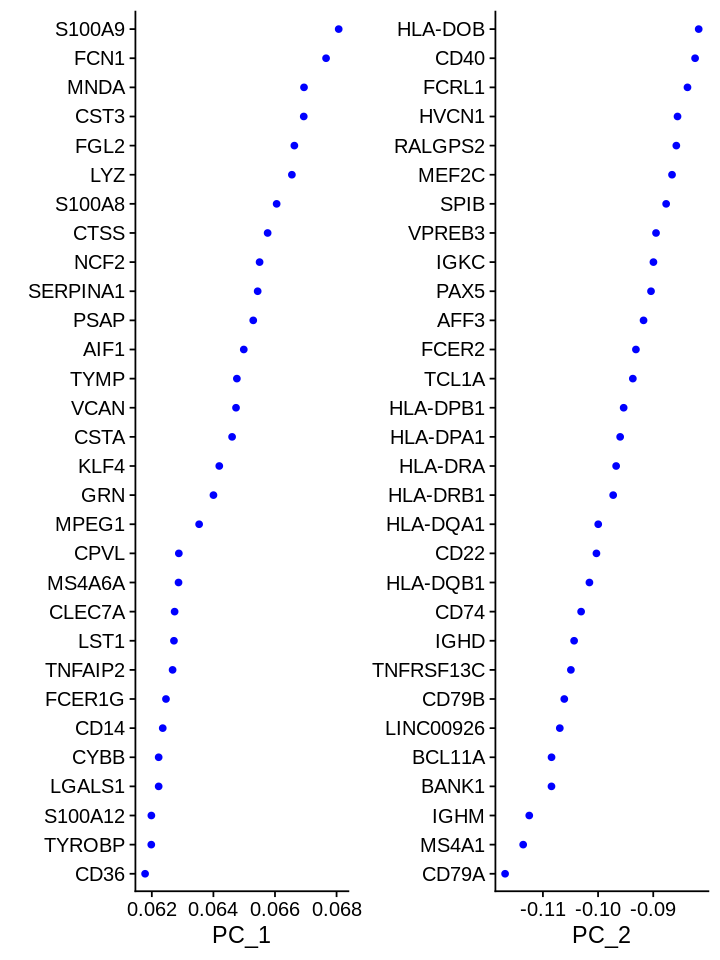 S100A9
FCN1
MNDA
CST3
FGL2
LYZ
S100A8
CTSS
NCF2
SERPINA1
PSAP
AIF1
TYMP
VCAN
CSTA
KLF4
GRN
MPEG1
CPVL
MS4A6A
CLEC7A
LST1
TNFAIP2
FCER1G
CD14
CYBB
LGALS1
S100A12
TYROBP
CD36
0.062 0.064 0.066 0.068
PC_1
HLA-DOB
CD40
FCRL1
HVCN1
RALGPS2
MEF2C
SPIB
VPREB3
IGKC
PAX5
AFF3
FCER2
TCL1A
HLA-DPB1
HLA-DPA1
HLA-DRA
HLA-DRB1
HLA-DQA1
CD22
HLA-DQB1
CD74
IGHD
TNFRSF13C
CD79B
LINC00926
BCL11A
BANK1
IGHM
MS4A1
CD79A
-0.11 -0.10 -0.09
PC_2